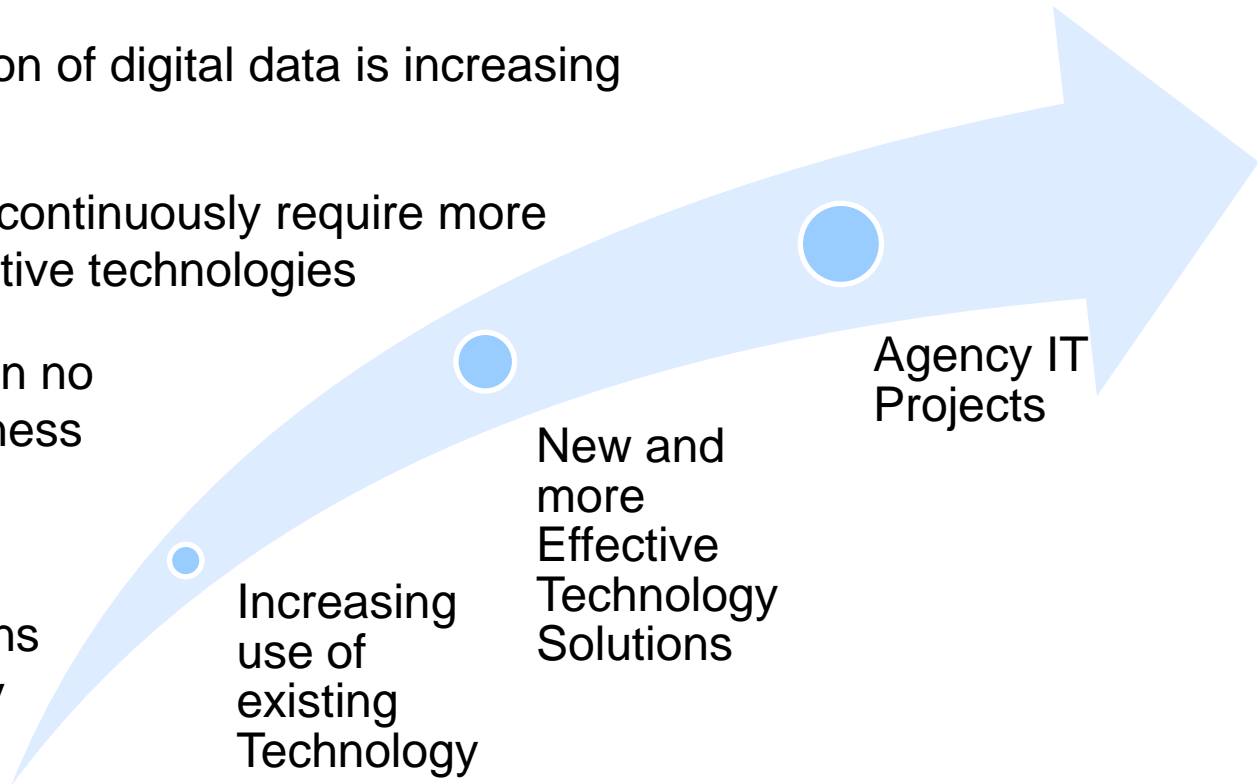 on of digital data is increasing
continuously require more
tive technologies
n no
ness
ns
Agency IT
Projects
New and
more
Effective
Technology
Solutions
Increasing
use of
existing
Technology